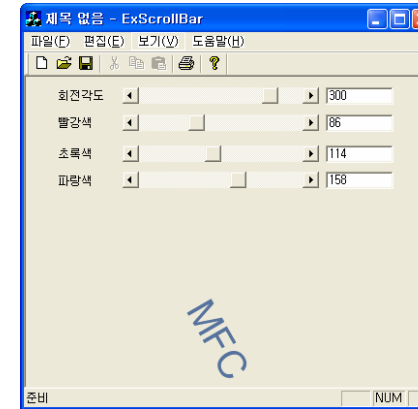 제목 없음 - ExScrollBar
파일(F) 편집(E) 보기(V) 도움말(H)
회전각도 300
빨강색 86
초록색 114
파랑색 158
MFC
준비 NUM